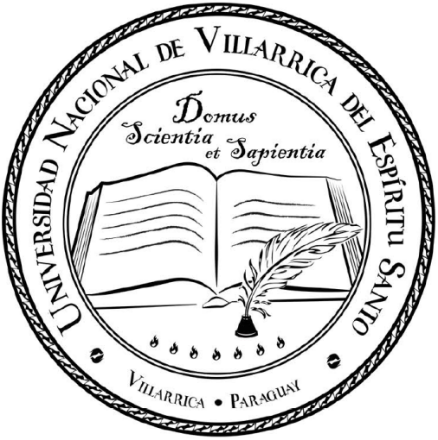 Universidad Nacional de Villarrica del Espíritu Santo
Domus
Scientia
et Sapientia
Villarrica • Paraguay